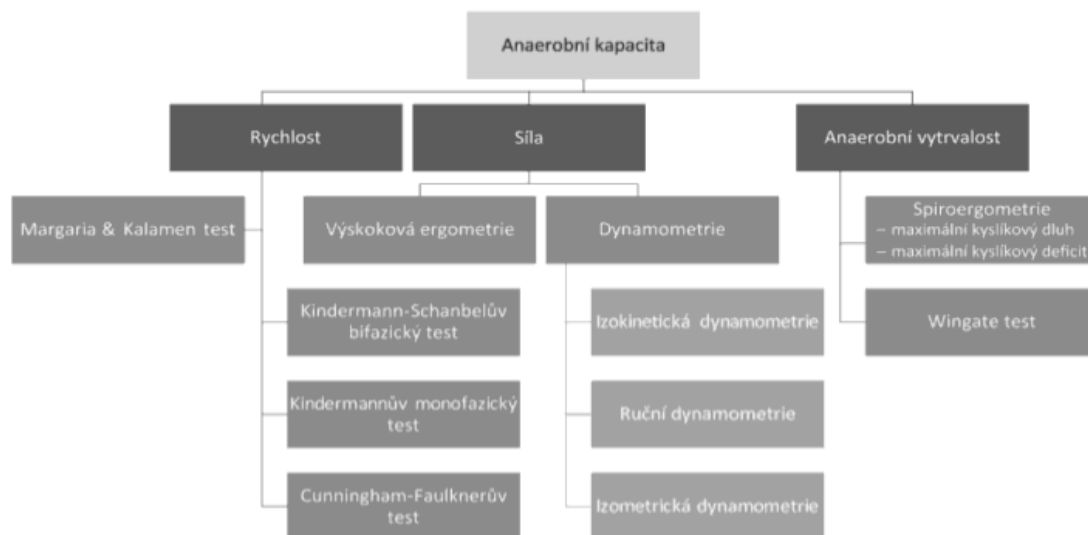 Anaerobní kapacita
Rychlost
Síla
Anaerobní vytrvalost
Margaria & Kalamen test
Výskoková ergometrie
Dynamometrie
Spiroergometrie
– maximální kyslíkový dluh
– maximální kyslíkový deficit
Kindermann-Schanbelův
bifazický test
Izokinetická dynamometrie
Wingate test
Kindermannův monofazický
test
Ruční dynamometrie
Cunningham-Faulknerův
test
Izometrická dynamometrie